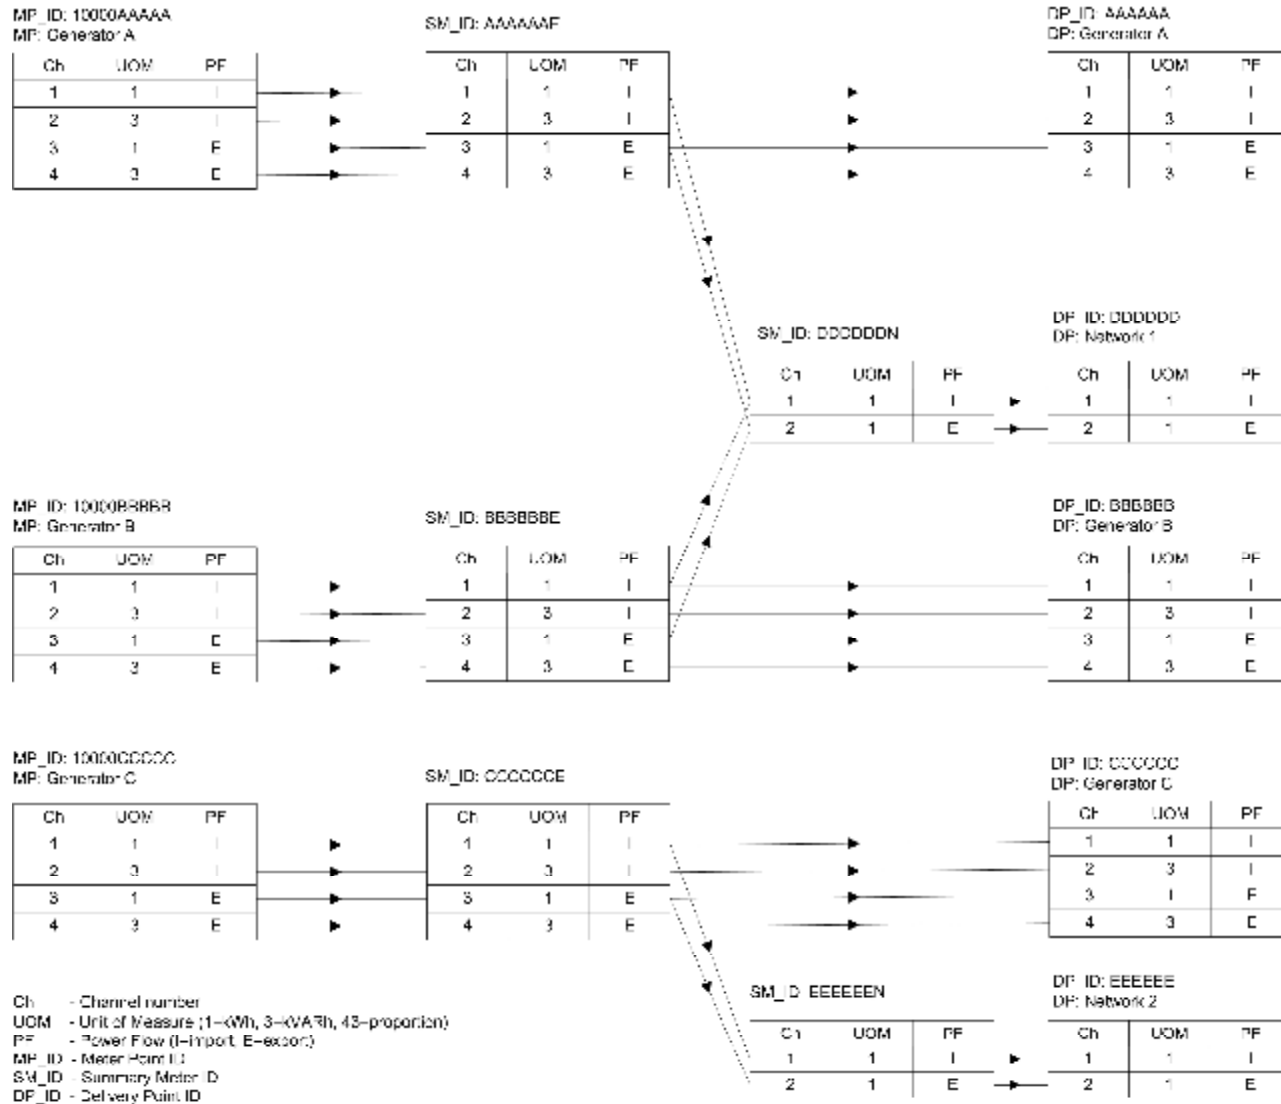 MP_ID: 10000AAAAA
MP: Generator A
Ch UOM PF
1 1 I
2 3 I
3 1 E
4 3 E
SM_ID: AAAAAAE
Ch UOM PF
1 1 I
2 3 I
3 1 E
4 3 E
DP_ID: AAAAAA
DP: Generator A
Ch UOM PF
1 1 I
2 3 I
3 1 E
4 3 E
SM_ID: DDDDDDN
Ch UOM PF
1 1 I
2 1 E
DP_ID: DDDDDD
DP: Network 1
Ch UOM PF
1 1 I
2 1 E
MP_ID: 10000BBBBB
MP: Generator B
Ch UOM PF
1 1 I
2 3 I
3 1 E
4 3 E
SM_ID: BBBBBBE
Ch UOM PF
1 1 I
2 3 I
3 1 E
4 3 E
DP_ID: BBBBBB
DP: Generator B
Ch UOM PF
1 1 I
2 3 I
3 1 E
4 3 E
MP_ID: 10000CCCCC
MP: Generator C
Ch UOM PF
1 1 I
2 3 I
3 1 E
4 3 E
SM_ID: CCCCCCE
Ch UOM PF
1 1 I
2 3 I
3 1 E
4 3 E
DP_ID: CCCCCC
DP: Generator C
Ch UOM PF
1 1 I
2 3 I
3 1 E
4 3 E
SM_ID: EEEEEEN
Ch UOM PF
1 1 I
2 1 E
DP_ID: EEEEEE
DP: Network 2
Ch UOM PF
1 1 I
2 1 E
Ch - Channel number
UOM - Unit of Measure (1–kWh, 3–kVARh, 43–proportion)
PF - Power Flow (I–import, E–export)
MP_ID - Meter Point ID
SM_ID - Summary Meter ID
DP_ID - Delivery Point ID